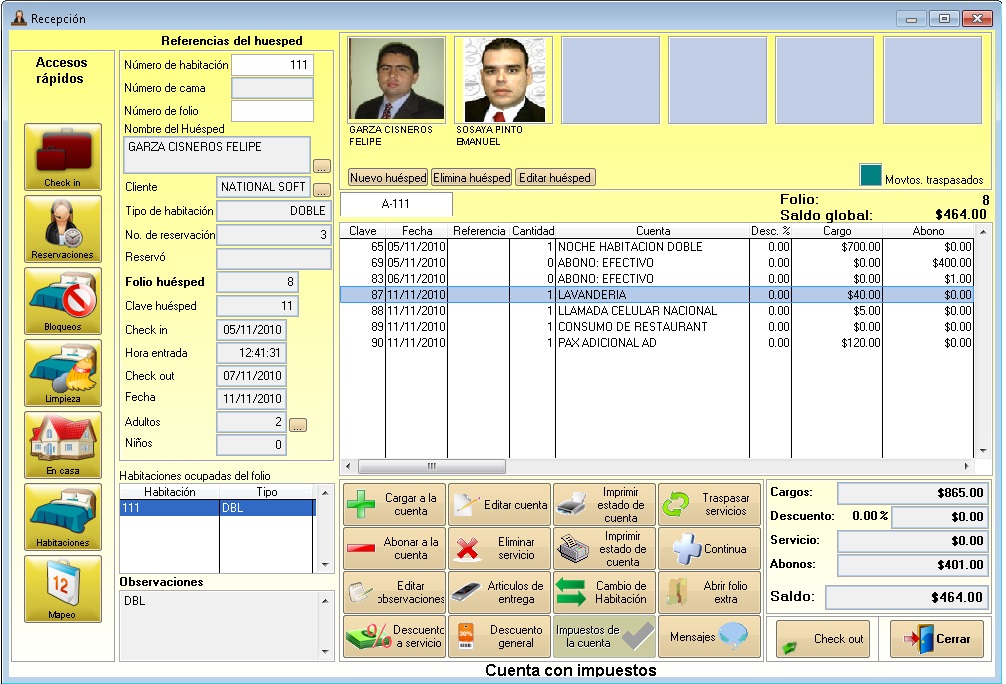 Recepción
Accesos
rápidos
Check in
Reservaciones
Bloqueos
Limpieza
En casa
Habitaciones
12
Mapeo
Referencias del huesped
Número de habitación 111
Número de cama
Número de folio
Nombre del Huésped
GARZA CISNEROS FELIPE
...
Cliente NATIONAL SOFT ...
Tipo de habitación DOBLE
No. de reservación 3
Reservó
Folio huésped 8
Clave huésped 11
Check in 05/11/2010
Hora entrada 12:41:31
Check out 07/11/2010
Fecha 11/11/2010
Adultos 2 ...
Niños 0
Habitaciones ocupadas del folio
Habitación Tipo
111 DBL
Observaciones
DBL
GARZA CISNEROS
FELIPE
SOSAYA PINTO
EMANUEL
Nuevo huésped Elimina huésped Editar huésped
Movtos. traspasados
A-111
Folio: 8
Saldo global: $464.00
Clave Fecha Referencia Cantidad Cuenta Desc. % Cargo Abono
65 05/11/2010 1 NOCHE HABITACION DOBLE 0.00 $700.00 $0.00
69 05/11/2010 0 ABONO: EFECTIVO 0.00 $0.00 $400.00
83 06/11/2010 0 ABONO: EFECTIVO 0.00 $0.00 $1.00
87 11/11/2010 1 LAVANDERIA 0.00 $40.00 $0.00
88 11/11/2010 1 LLAMADA CELULAR NACIONAL 0.00 $5.00 $0.00
89 11/11/2010 1 CONSUMO DE RESTAURANT 0.00 $0.00 $0.00
90 11/11/2010 1 PAX ADICIONAL AD 0.00 $120.00 $0.00
Cargar a la
cuenta
Editar cuenta
Imprimir
estado de
cuenta
Traspasar
servicios
Abonar a la
cuenta
Eliminar
servicio
Imprimir
estado de
cuenta
Continua
Editar
observaciones
Articulos de
entrega
Cambio de
Habitación
Abrir folio
extra
Descuento
a servicio
30%
Descuento
general
Impuestos de
la cuenta
Mensajes
Cargos: $865.00
Descuento: 0.00 % $0.00
Servicio: $0.00
Abonos: $401.00
Saldo: $464.00
Check out
Cerrar
Cuenta con impuestos